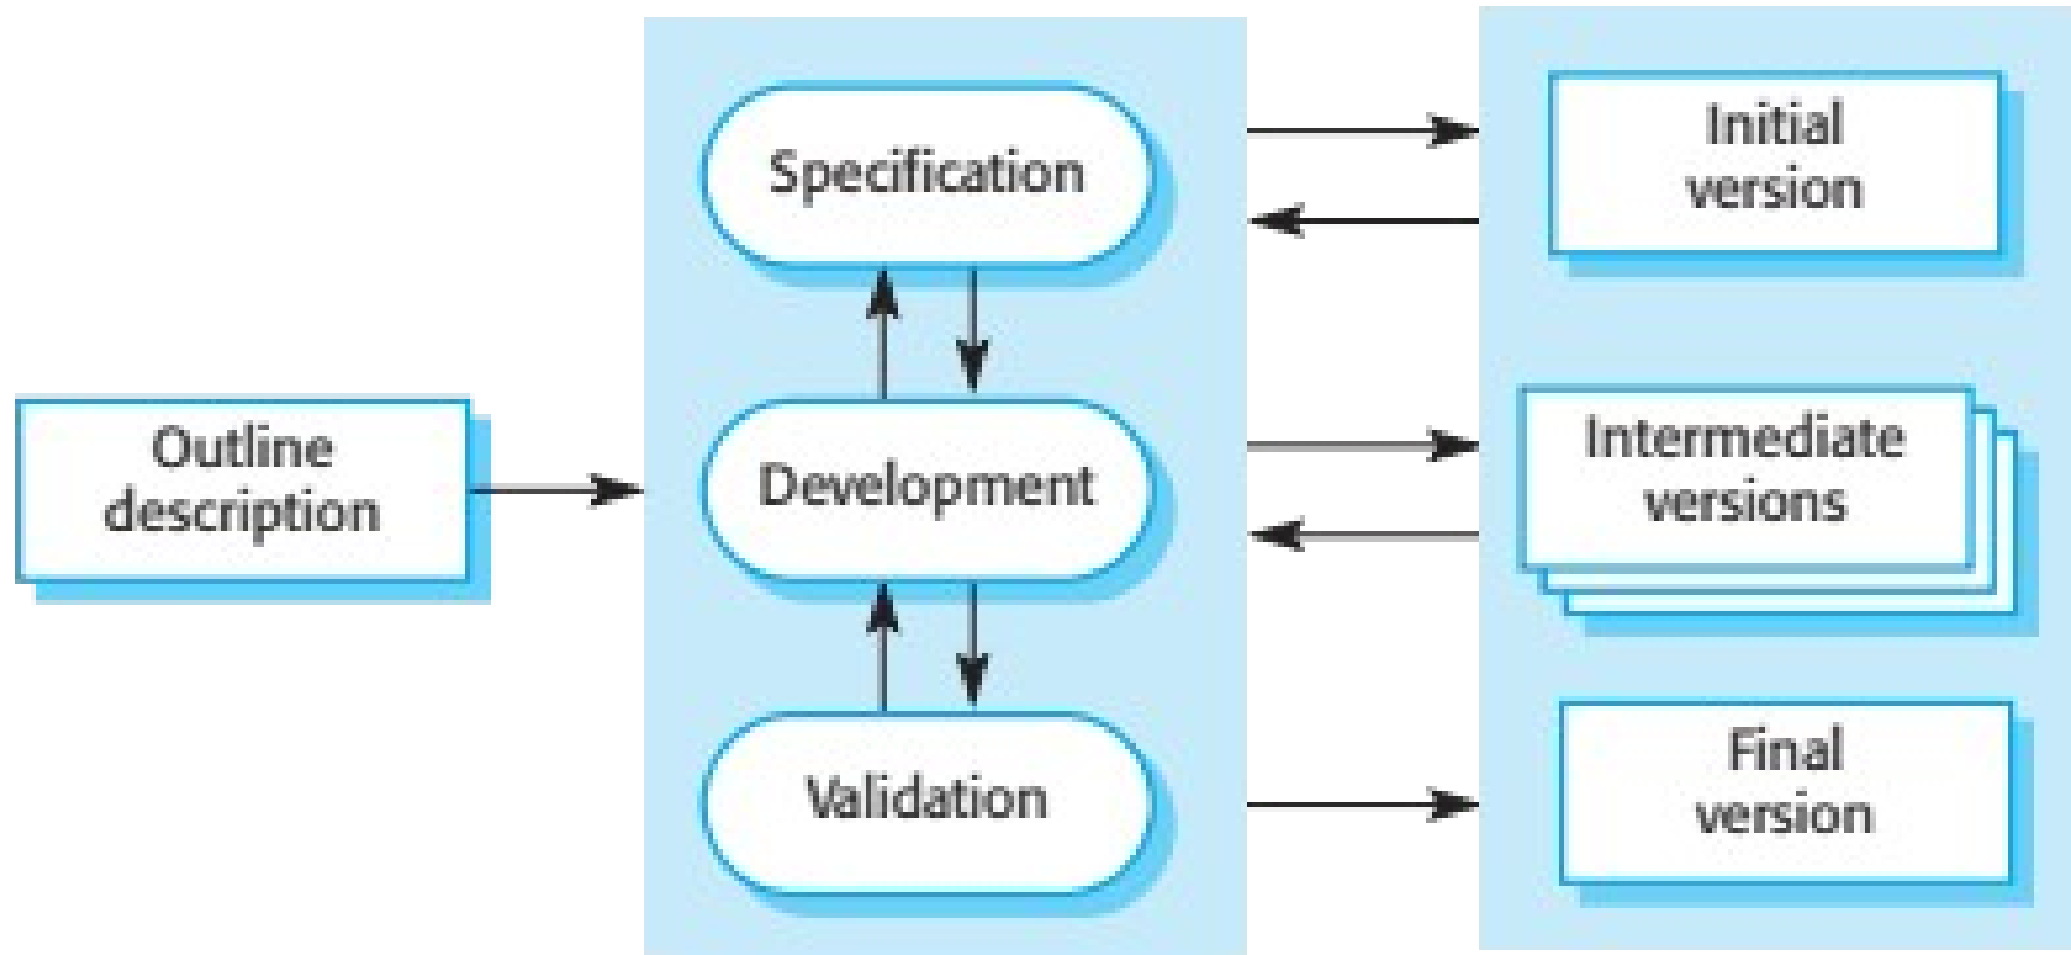 Outline
description
Specification
Development
Validation
Initial
version
Intermediate
versions
Final
version